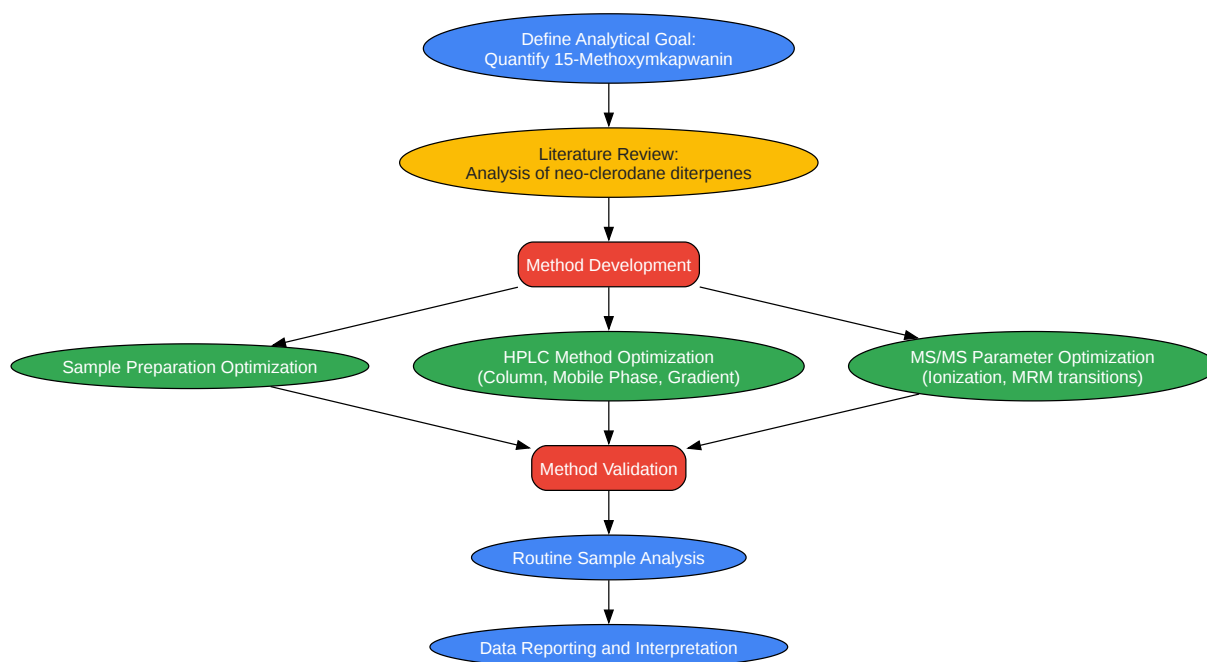 Define Analytical Goal:
Quantify 15-Methoxymkapwanin
Literature Review:
Analysis of neo-clerodane diterpenes
Method Development
Sample Preparation Optimization
HPLC Method Optimization
(Column, Mobile Phase, Gradient)
MS/MS Parameter Optimization
(Ionization, MRM transitions)
Method Validation
Routine Sample Analysis
Data Reporting and Interpretation